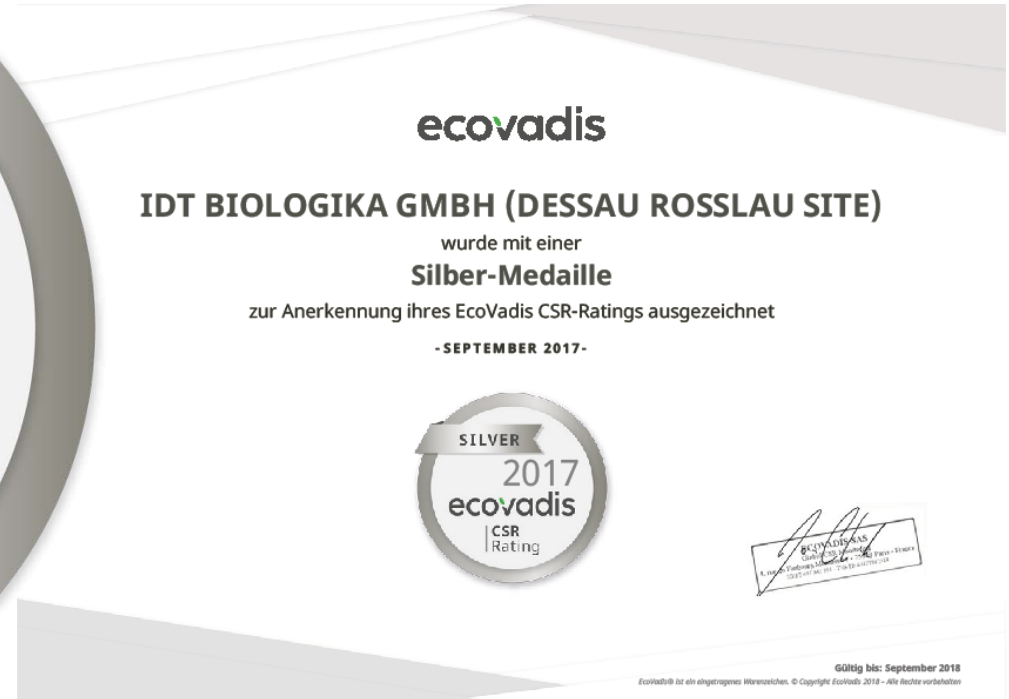 ecovadis
IDT BIOLOGIKA GMBH (DESSAU ROSSLAU SITE)
wurde mit einer
Silber-Medaille
zur Anerkennung ihres EcoVadis CSR-Ratings ausgezeichnet
- SEPTEMBER 2017-
SILVER
2017
ecovadis
CSR
Rating
ECOVADIS SAS
Gültig bis: September 2018
EcoVadis® ist ein eingetragenes Warenzeichen. © Copyright EcoVadis 2018 – Alle Rechte vorbehalten